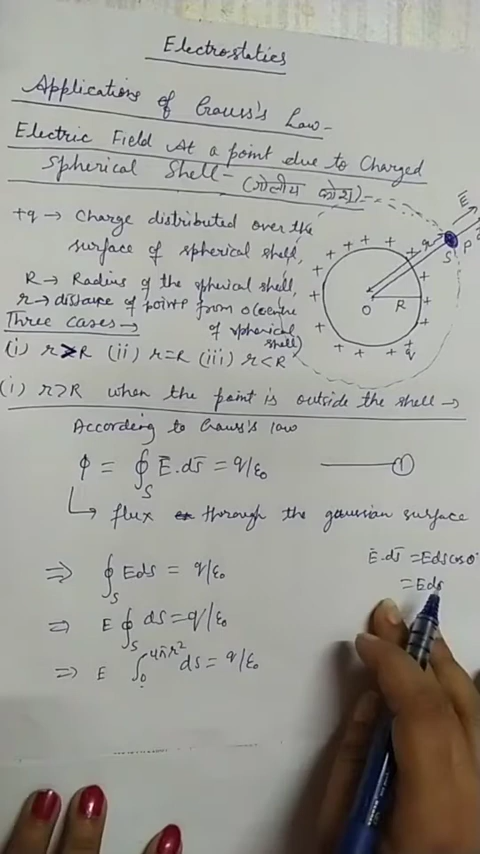 Electrostatics
Applications of Gauss's Law-
Electric Field At a point due to Charged
Spherical Shell- (गोलीय कोश)-
+q → Charge distributed over the
surface of spherical shell,
R → Radius of the spherical shell,
r → distance of point P from O (centre
of spherical
shell)
Three cases →
(i) r > R (ii) r = R (iii) r < R
E
S P
O R
+ + + + + + + + + + + + + +
q
(i) r > R when the point is outside the shell →
According to Gauss's law
ϕ = ∮ Ē.ds̄ = q/ε₀ ——— ①
S
↳ flux through the gaussian surface
Ē.ds̄ = Edscos0°
= Eds
⇒ ∮ Eds = q/ε₀
S
⇒ E ∮ ds = q/ε₀
S
⇒ E ∫₀^4πr² ds = q/ε₀